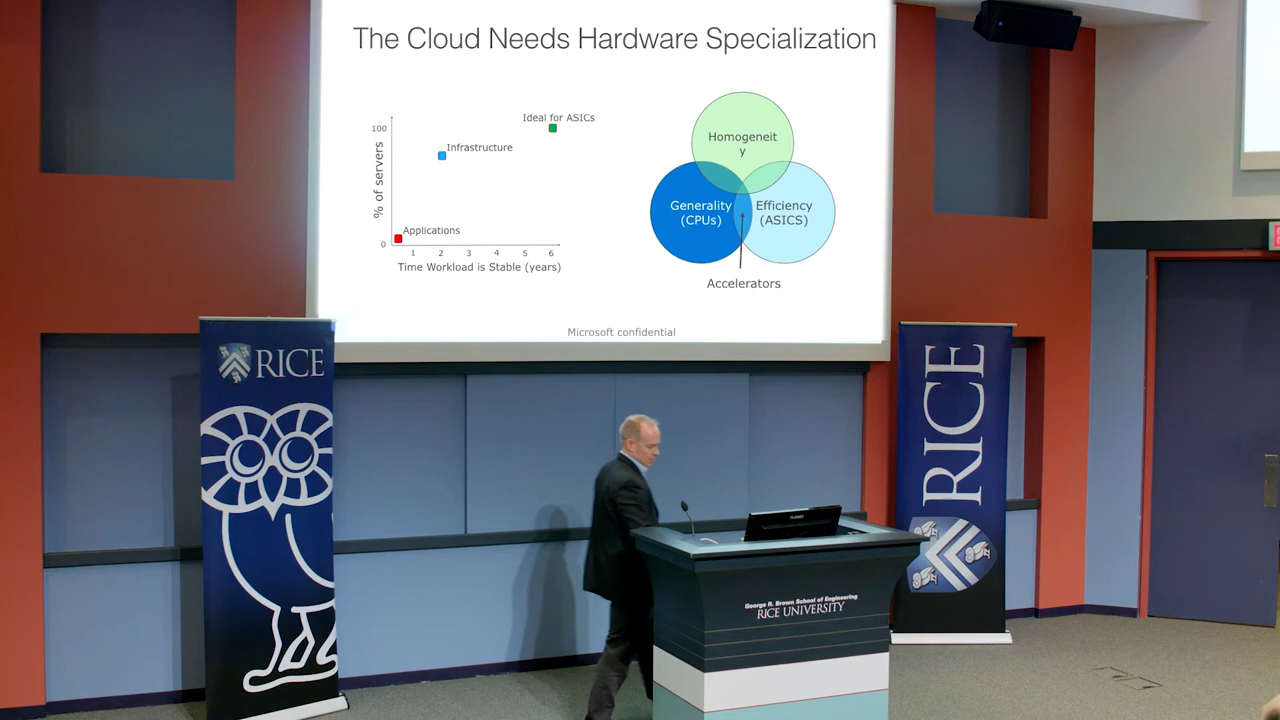 The Cloud Needs Hardware Specialization
Ideal for ASICs
100
Infrastructure
% of servers
Applications
0
1 2 3 4 5 6
Time Workload is Stable (years)
Homogeneit
y
Generality
(CPUs)
Efficiency
(ASICS)
Accelerators
Microsoft confidential
RICE
RICE
George R. Brown School of Engineering
RICE UNIVERSITY